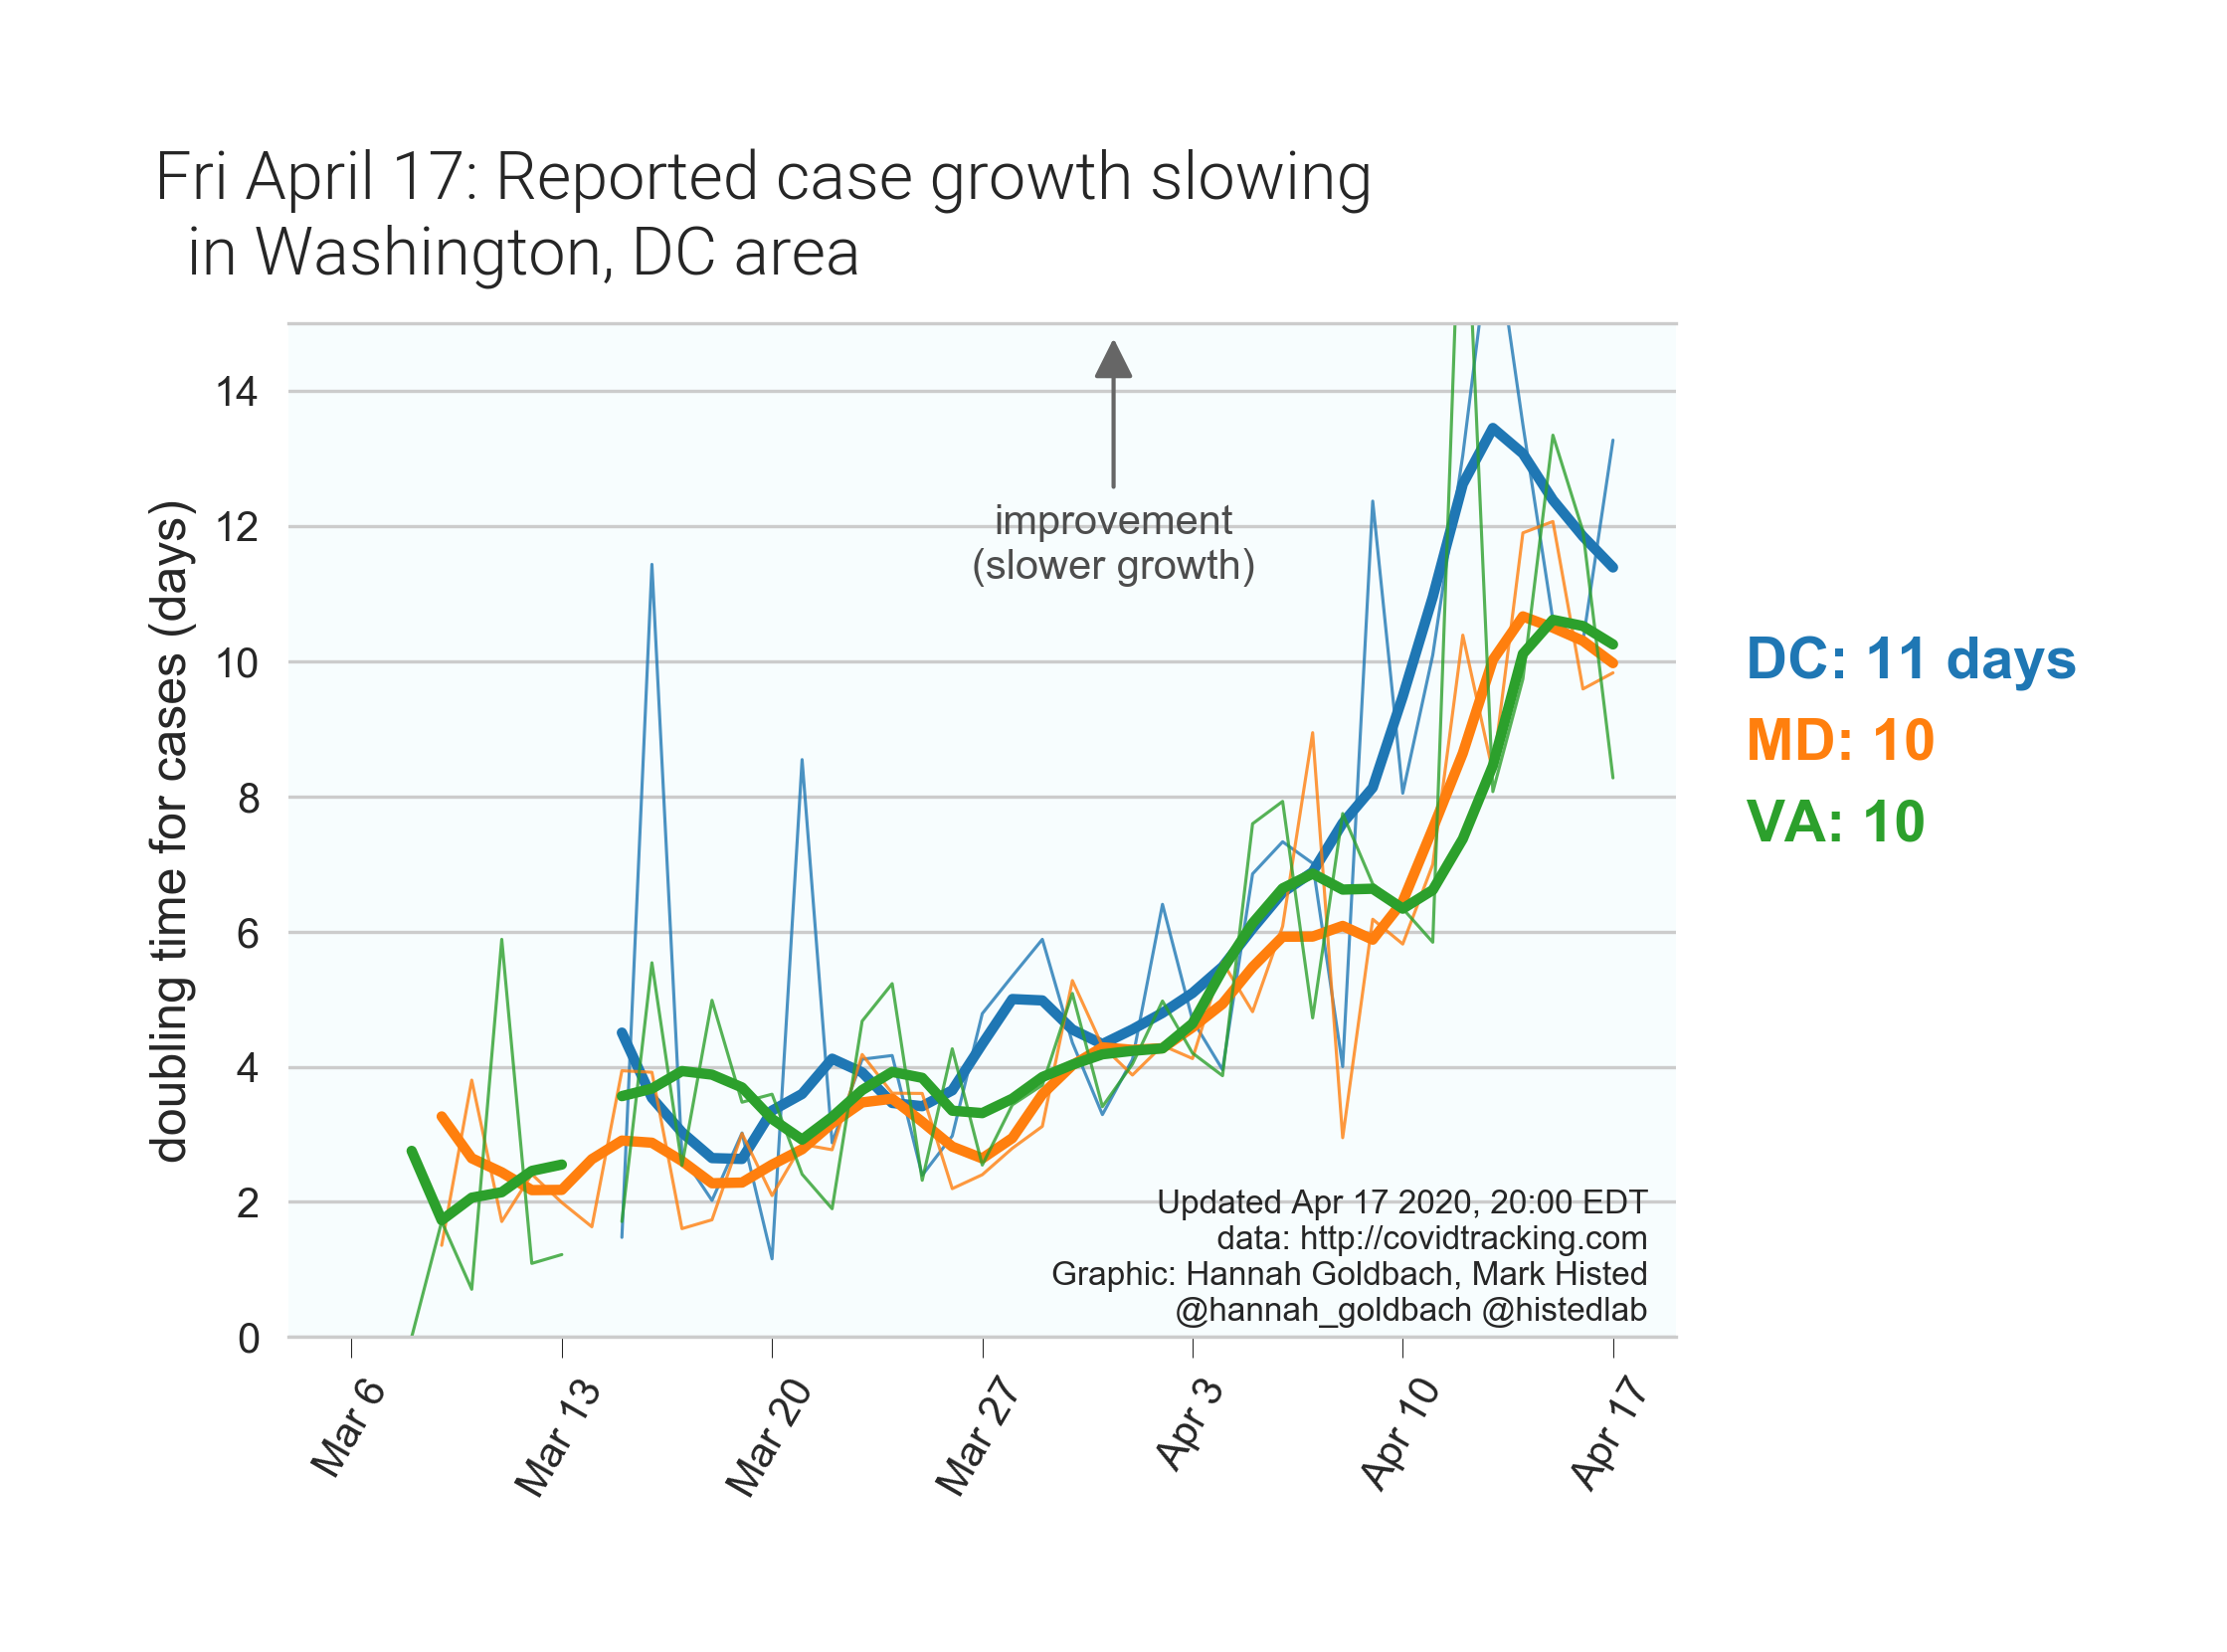 Fri April 17: Reported case growth slowing
in Washington, DC area
doubling time for cases (days)
14
12
10
8
6
4
2
0
improvement
(slower growth)
DC: 11 days
MD: 10
VA: 10
Updated Apr 17 2020, 20:00 EDT
data: http://covidtracking.com
Graphic: Hannah Goldbach, Mark Histed
@hannah_goldbach @histedlab
Mar 6
Mar 13
Mar 20
Mar 27
Apr 3
Apr 10
Apr 17